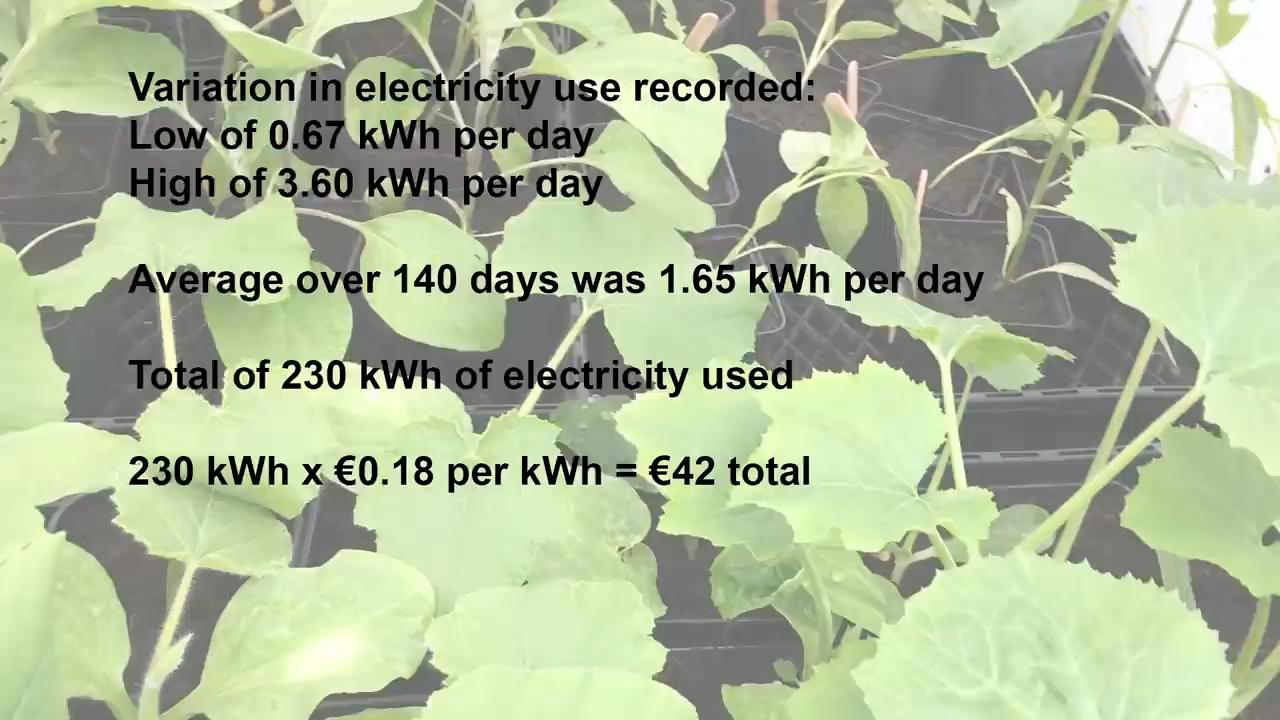 Variation in electricity use recorded:
Low of 0.67 kWh per day
High of 3.60 kWh per day
Average over 140 days was 1.65 kWh per day
Total of 230 kWh of electricity used
230 kWh x €0.18 per kWh = €42 total